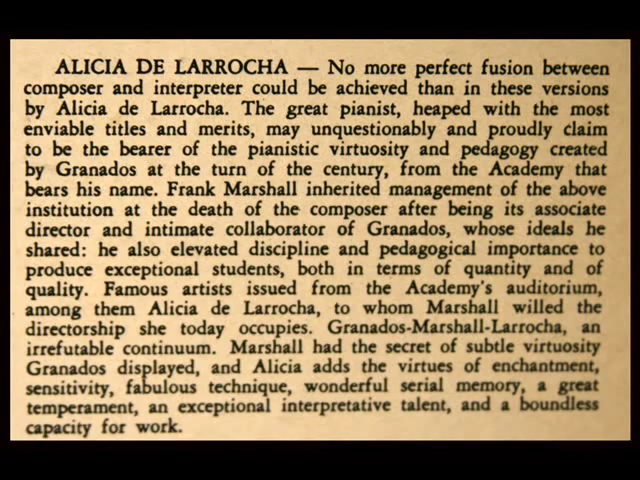 ALICIA DE LARROCHA — No more perfect fusion between
composer and interpreter could be achieved than in these versions
by Alicia de Larrocha. The great pianist, heaped with the most
enviable titles and merits, may unquestionably and proudly claim
to be the bearer of the pianistic virtuosity and pedagogy created
by Granados at the turn of the century, from the Academy that
bears his name. Frank Marshall inherited management of the above
institution at the death of the composer after being its associate
director and intimate collaborator of Granados, whose ideals he
shared: he also elevated discipline and pedagogical importance to
produce exceptional students, both in terms of quantity and of
quality. Famous artists issued from the Academy's auditorium,
among them Alicia de Larrocha, to whom Marshall willed the
directorship she today occupies. Granados-Marshall-Larrocha, an
irrefutable continuum. Marshall had the secret of subtle virtuosity
Granados displayed, and Alicia adds the virtues of enchantment,
sensitivity, fabulous technique, wonderful serial memory, a great
temperament, an exceptional interpretative talent, and a boundless
capacity for work.